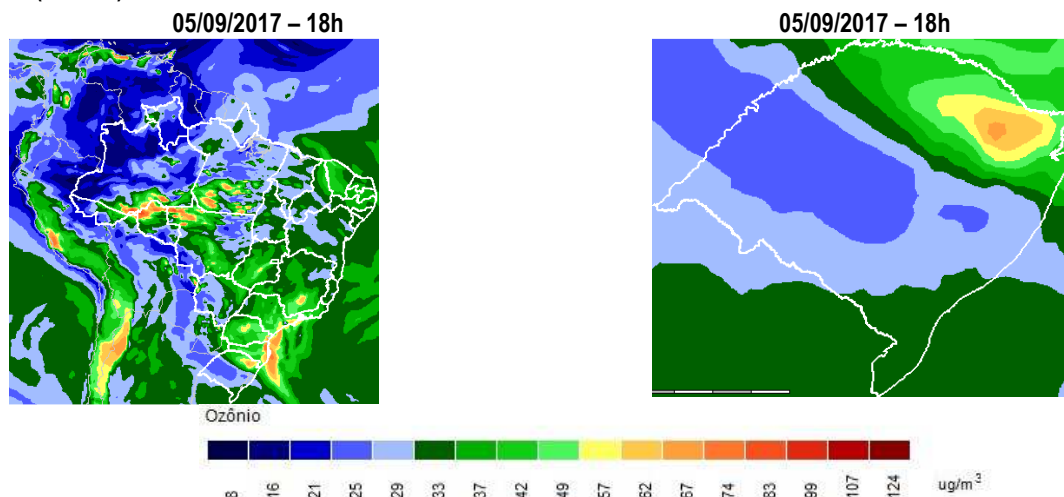 05/09/2017 – 18h
05/09/2017 – 18h
Ozônio
8 16 21 25 29 33 37 42 49 57 62 67 74 83 99 107 124 ug/m³